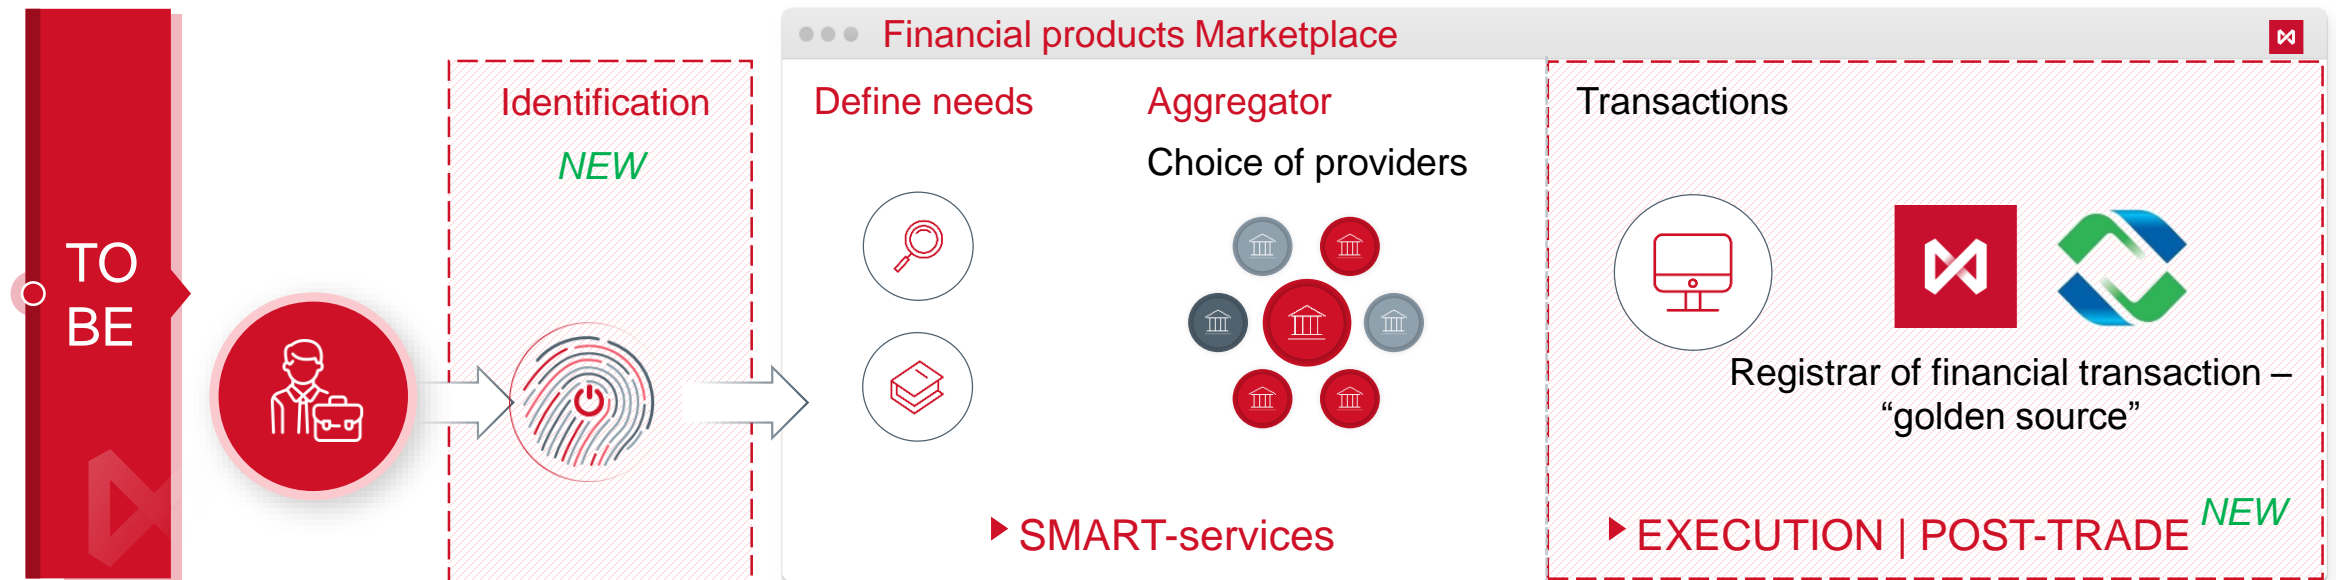 TO
BE
Identification
NEW
Financial products Marketplace
Define needs
Aggregator
Choice of providers
SMART-services
Transactions
Registrar of financial transaction –
“golden source”
EXECUTION | POST-TRADE NEW